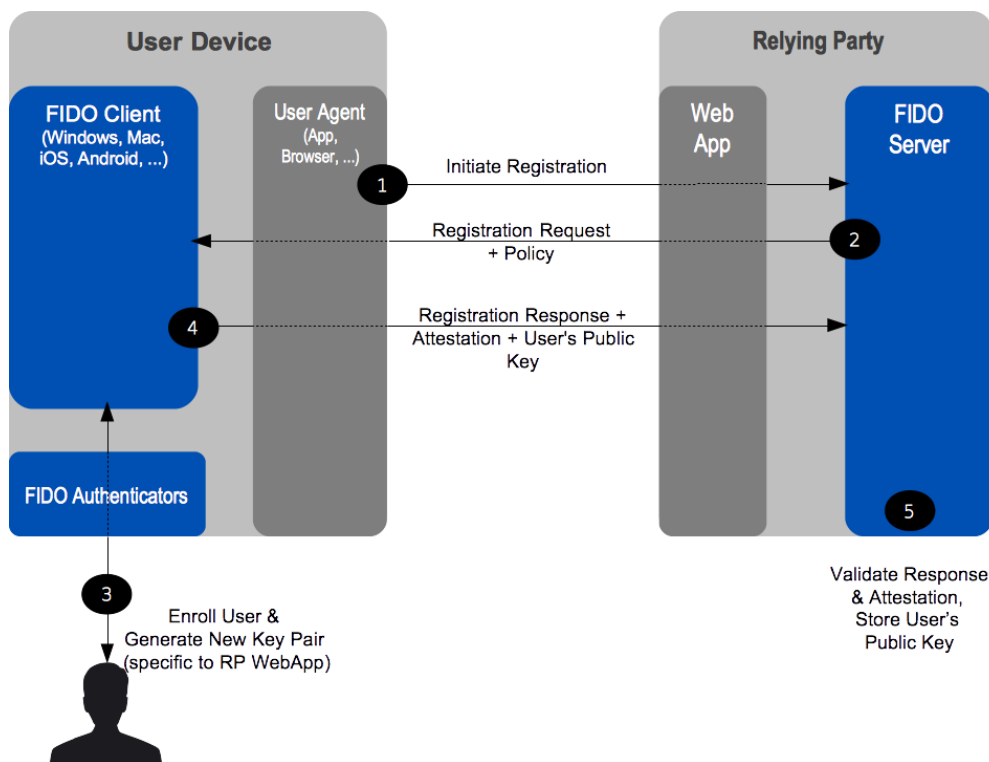 User Device
Relying Party
FIDO Client
(Windows, Mac,
iOS, Android, ...)
User Agent
(App,
Browser, ...)
Web
App
FIDO
Server
1
Initiate Registration
Registration Request
+ Policy
2
4
Registration Response +
Attestation + User's Public
Key
FIDO Authenticators
5
3
Enroll User &
Generate New Key Pair
(specific to RP WebApp)
Validate Response
& Attestation,
Store User’s
Public Key